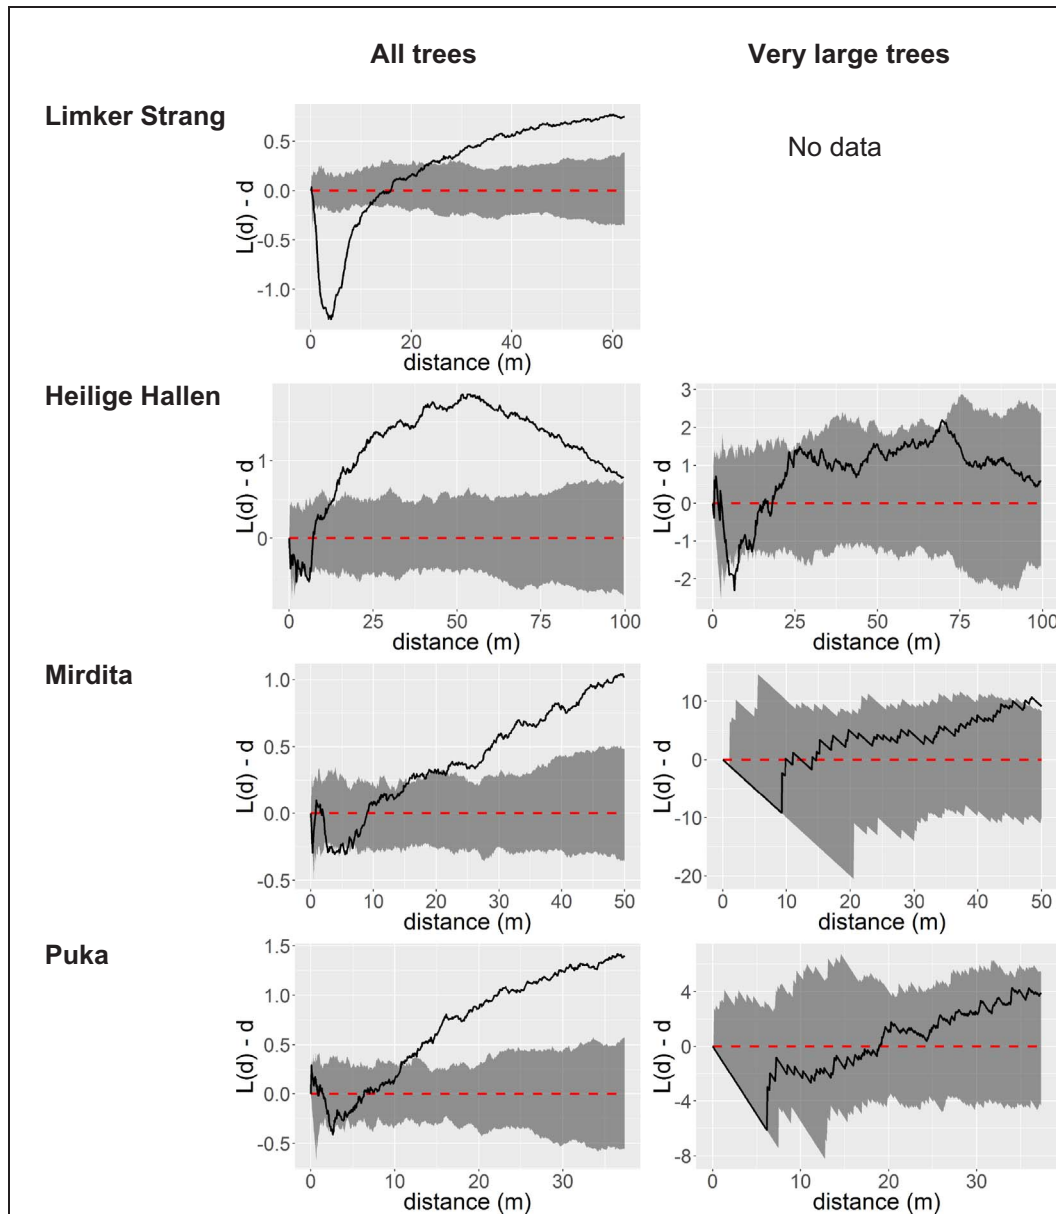 All trees
Very large trees
Limker Strang
No data
L(d) - d
0.5
0.0
-0.5
-1.0
0 20 40 60
distance (m)
Heilige Hallen
L(d) - d
1
0
0 25 50 75 100
distance (m)
L(d) - d
3
2
1
0
-1
-2
0 25 50 75 100
distance (m)
Mirdita
L(d) - d
1.0
0.5
0.0
-0.5
0 10 20 30 40 50
distance (m)
L(d) - d
10
0
-10
-20
0 10 20 30 40 50
distance (m)
Puka
L(d) - d
1.5
1.0
0.5
0.0
-0.5
0 10 20 30
distance (m)
L(d) - d
4
0
-4
-8
0 10 20 30
distance (m)